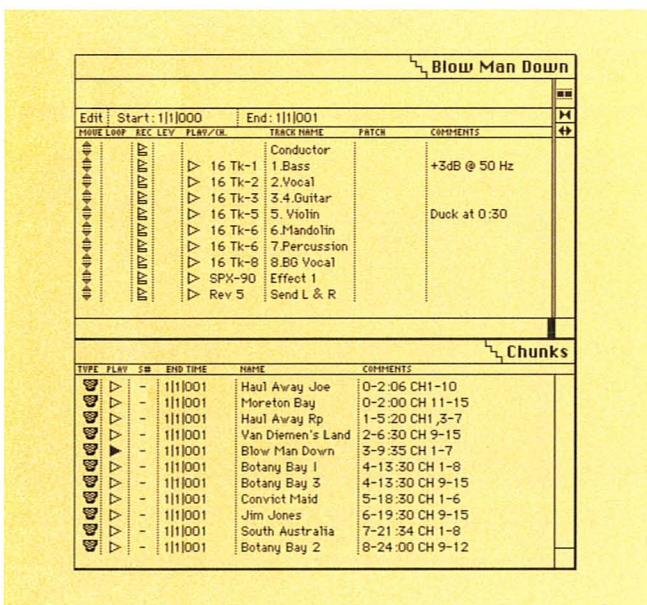 Blow Man Down
Edit Start:1|1|000 End:1|1|001
MOVE LOOP REC LEV PLAY/CH. TRACK NAME PATCH COMMENTS
Conductor
16 Tk-1 1.Bass +3dB @ 50 Hz
16 Tk-2 2.Vocal
16 Tk-3 3.4.Guitar
16 Tk-5 5. Violin Duck at 0:30
16 Tk-6 6.Mandolin
16 Tk-6 7.Percussion
16 Tk-8 8.BG Vocal
SPX-90 Effect 1
Rev 5 Send L & R
Chunks
TYPE PLAY S# END TIME NAME COMMENTS
- 1|1|001 Haul Away Joe 0-2:06 CH1-10
- 1|1|001 Moreton Bay 0-2:00 CH 11-15
- 1|1|001 Haul Away Rp 1-5:20 CH1,3-7
- 1|1|001 Van Diemen's Land 2-6:30 CH 9-15
- 1|1|001 Blow Man Down 3-9:35 CH 1-7
- 1|1|001 Botany Bay 1 4-13:30 CH 1-8
- 1|1|001 Botany Bay 3 4-13:30 CH 9-15
- 1|1|001 Convict Maid 5-18:30 CH 1-6
- 1|1|001 Jim Jones 6-19:30 CH 9-15
- 1|1|001 South Australia 7-21:34 CH 1-8
- 1|1|001 Botany Bay 2 8-24:00 CH 9-12